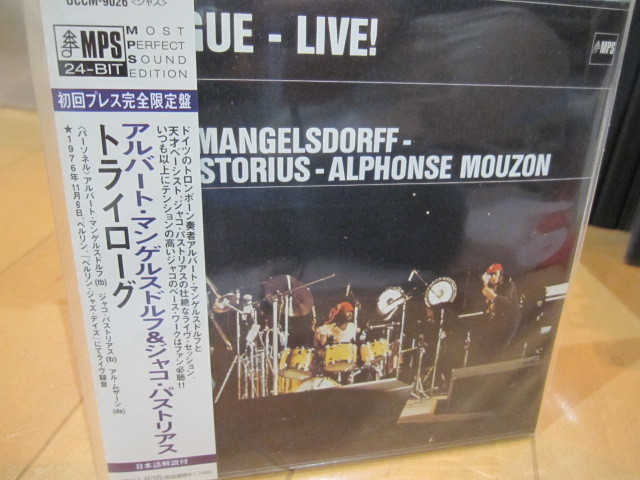 UCCM-9026 <ジャズ>
MPS
24-BIT
MOST
PERFECT
SOUND
EDITION
初回プレス完全限定盤
アルバート・マンゲルスドルフ&ジャコ・パストリアス
トライローグ
ドイツのトロンボーン奏者アルバート・マンゲルスドルフと
天才ベーシスト、ジャコ・パストリアスの壮絶なライヴ・セッション。
いつも以上にテンションの高いジャコのベース・ワークはファン必聴!!
〈パーソネル〉アルバート・マンゲルスドルフ(tb) ジャコ・パストリアス(b) アル・ムザーン(ds)
★1976年11月6日、ベルリン、「ベルリン・ジャズ・デイズ」にてライヴ録音
日本語解説付
GUE - LIVE!
MPS
MANGELSDORFF -
STORIUS - ALPHONSE MOUZON